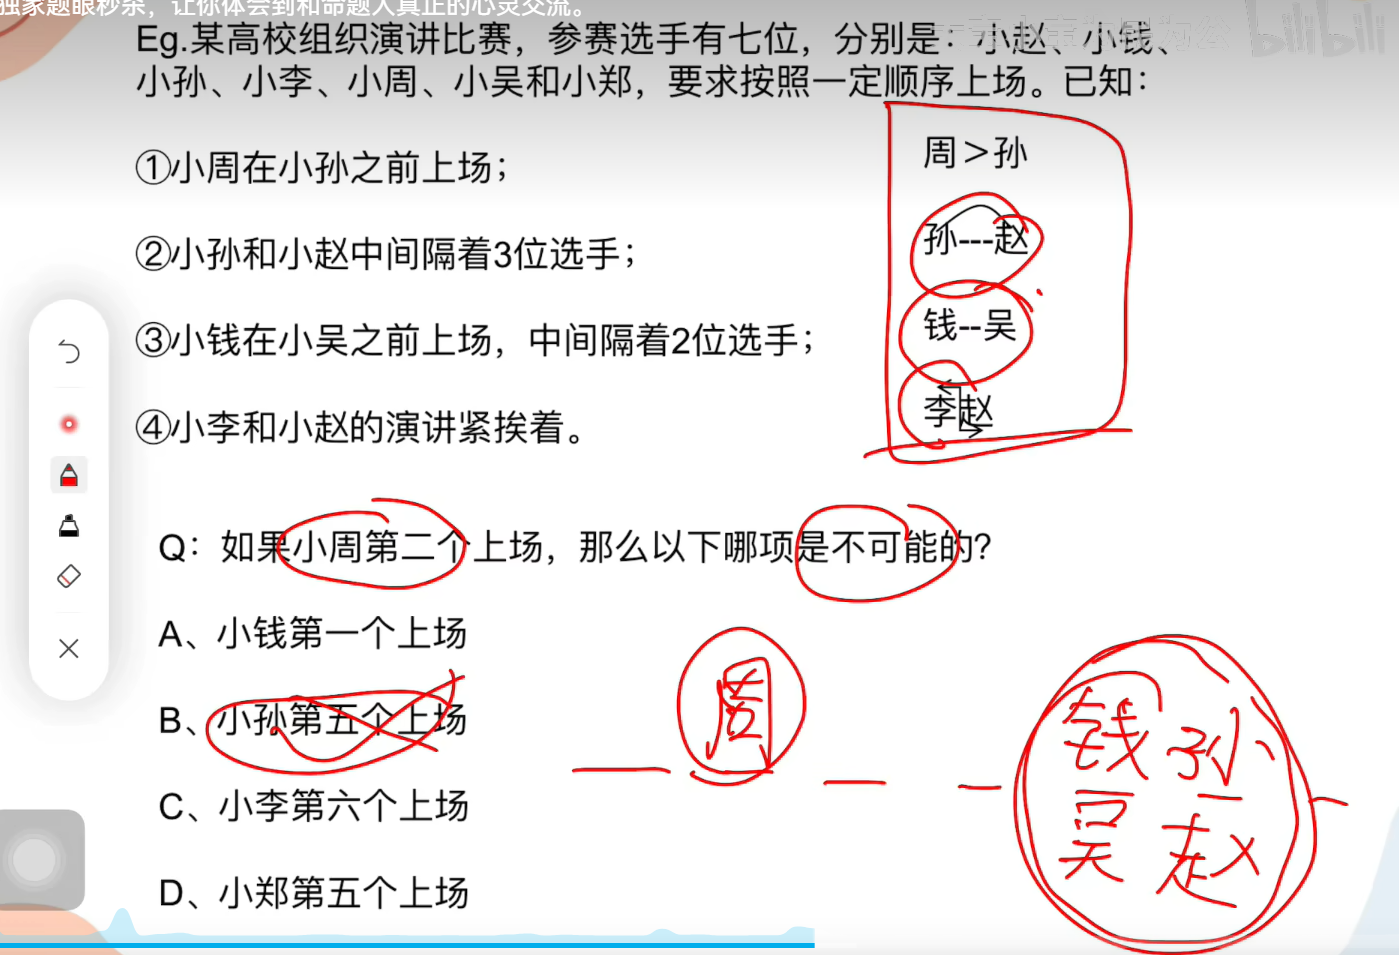 独家题眼秒杀，让你体会到和命题人真正的心灵交流。
bilibili
Eg.某高校组织演讲比赛，参赛选手有七位，分别是：小赵、小钱、
小孙、小李、小周、小吴和小郑，要求按照一定顺序上场。已知：
①小周在小孙之前上场；
周＞孙
②小孙和小赵中间隔着3位选手；
孙---赵
③小钱在小吴之前上场，中间隔着2位选手；
钱--吴
④小李和小赵的演讲紧挨着。
李赵
Q：如果小周第二个上场，那么以下哪项是不可能的？
A、小钱第一个上场
B、小孙第五个上场
C、小李第六个上场
D、小郑第五个上场
周
钱 孙
吴 赵